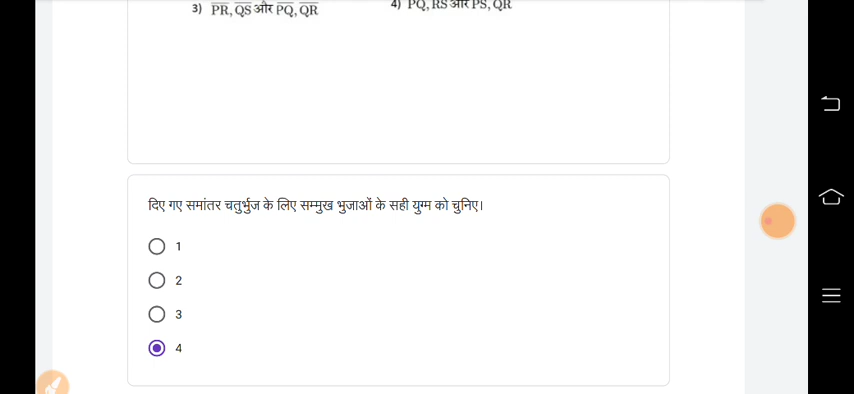 3) PR, QS और PQ, QR
4) PQ, RS और PS, QR
दिए गए समांतर चतुर्भुज के लिए सम्मुख भुजाओं के सही युग्म को चुनिए।
1
2
3
4